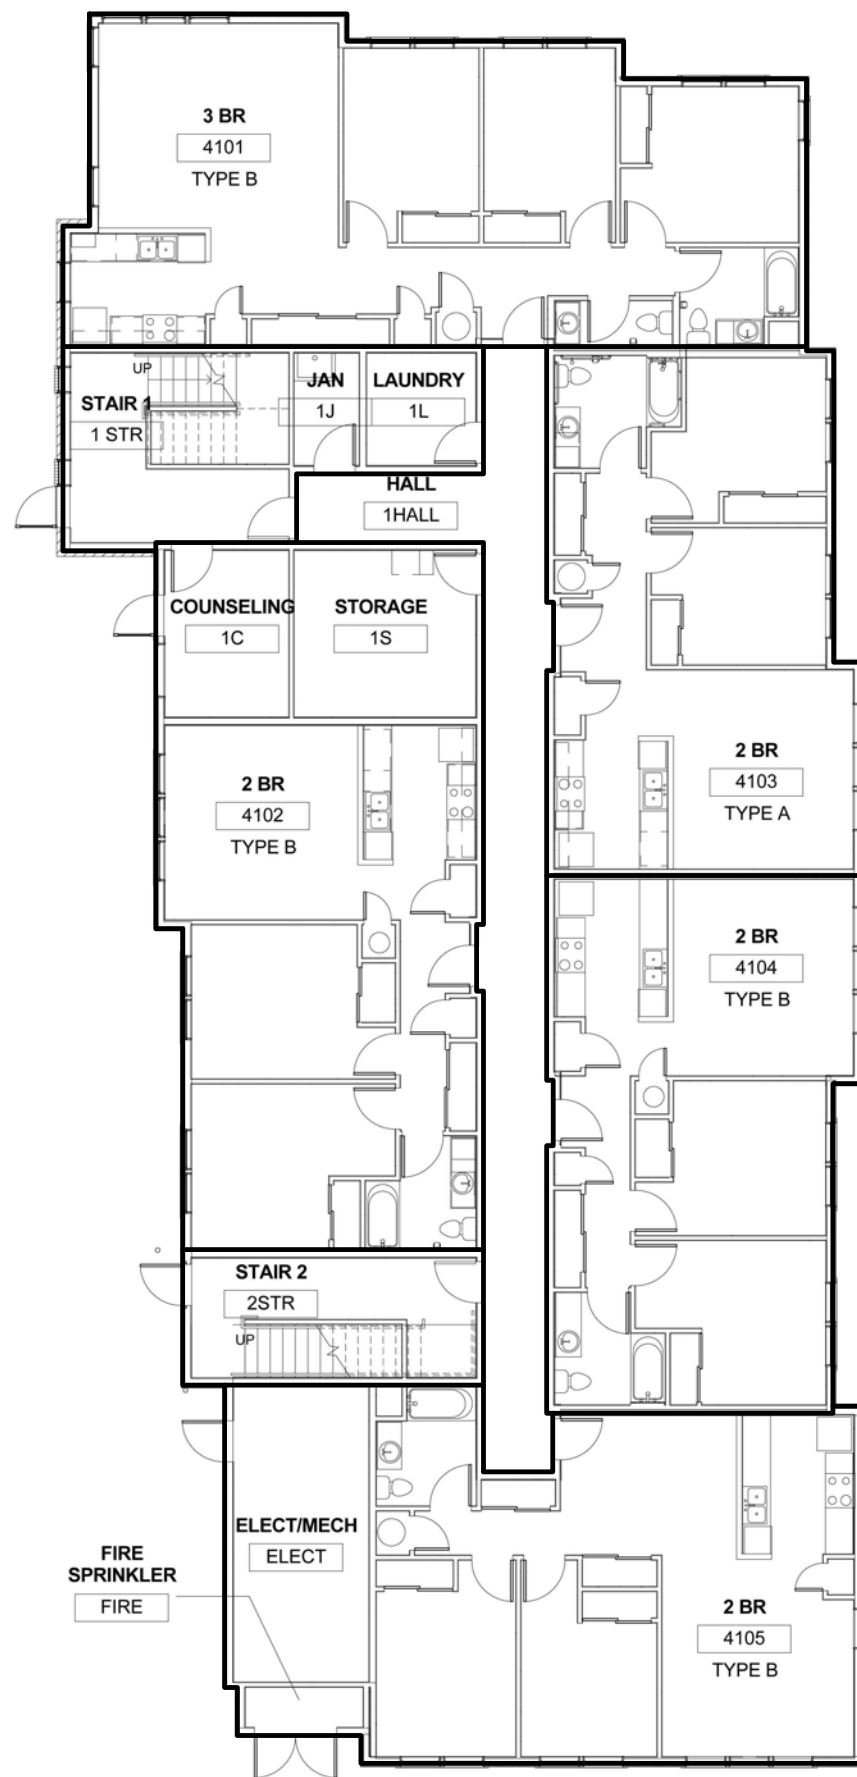 3 BR
4101
TYPE B
UP
STAIR 1
1 STR
JAN
1J
LAUNDRY
1L
HALL
1HALL
COUNSELING
1C
STORAGE
1S
2 BR
4102
TYPE B
2 BR
4103
TYPE A
2 BR
4104
TYPE B
STAIR 2
2STR
UP
ELECT/MECH
ELECT
FIRE
SPRINKLER
FIRE
2 BR
4105
TYPE B